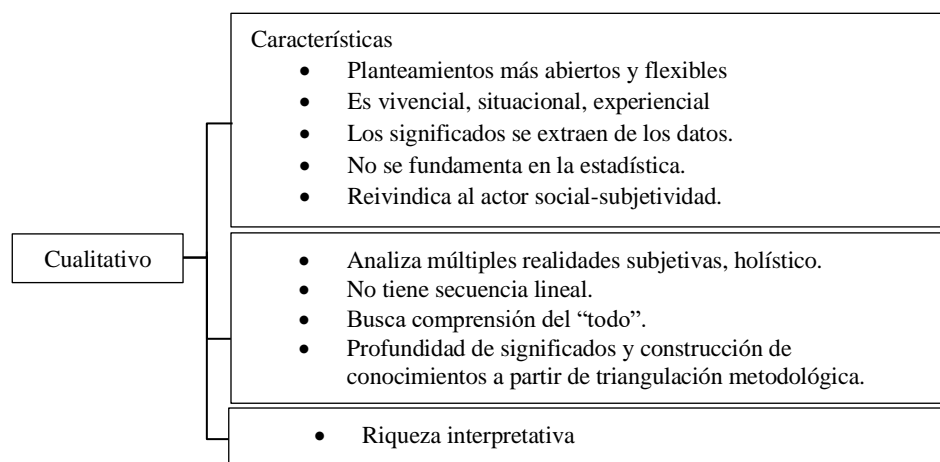 Características
• Planteamientos más abiertos y flexibles
• Es vivencial, situacional, experiencial
• Los significados se extraen de los datos.
• No se fundamenta en la estadística.
• Reivindica al actor social-subjetividad.
Cualitativo
• Analiza múltiples realidades subjetivas, holístico.
• No tiene secuencia lineal.
• Busca comprensión del “todo”.
• Profundidad de significados y construcción de
conocimientos a partir de triangulación metodológica.
• Riqueza interpretativa